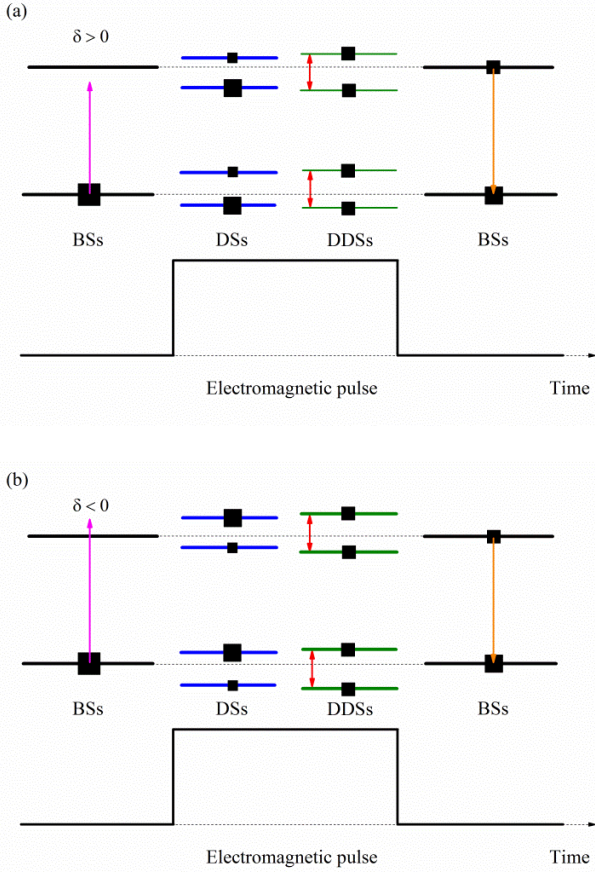 (a)
δ > 0
BSs DSs DDSs BSs
Electromagnetic pulse Time
(b)
δ < 0
BSs DSs DDSs BSs
Electromagnetic pulse Time